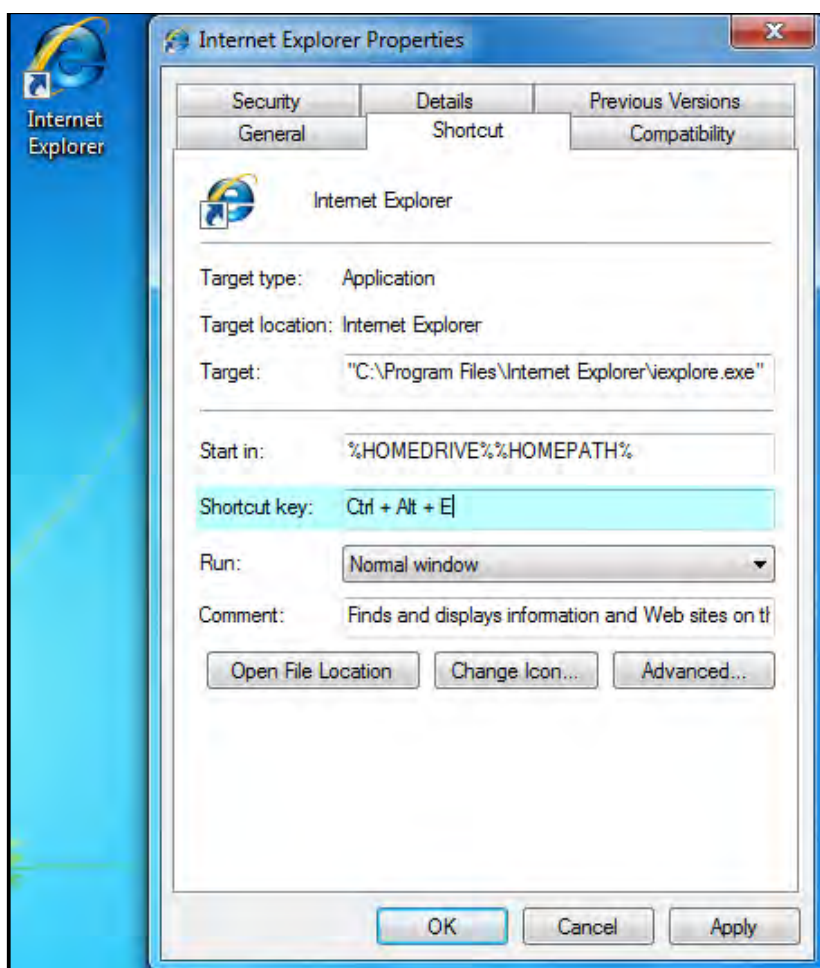 Internet Explorer Properties
Internet
Explorer
Security Details Previous Versions
General Shortcut Compatibility
Internet Explorer
Target type: Application
Target location: Internet Explorer
Target: "C:\Program Files\Internet Explorer\iexplore.exe"
Start in: %HOMEDRIVE%%HOMEPATH%
Shortcut key: Ctrl + Alt + E
Run: Normal window
Comment: Finds and displays information and Web sites on th
Open File Location Change Icon... Advanced...
OK Cancel Apply